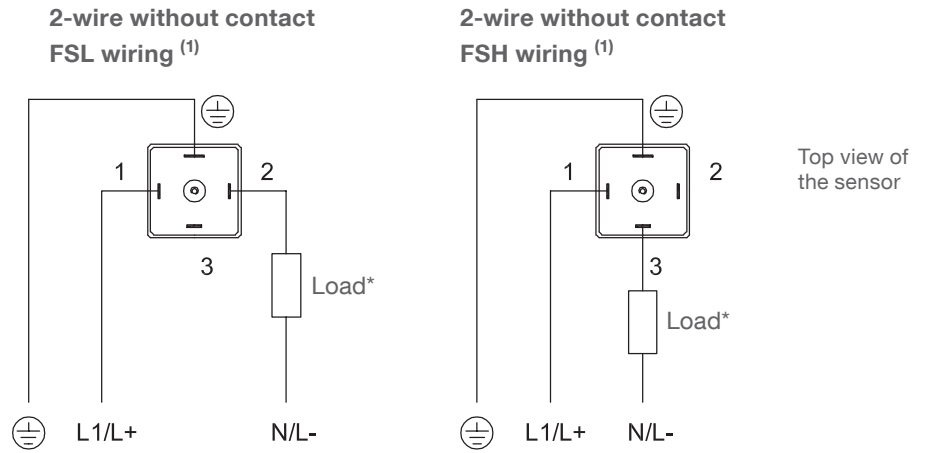 2-wire without contact
FSL wiring (1)
1
2
3
Load*
L1/L+
N/L-
2-wire without contact
FSH wiring (1)
1
2
3
Load*
L1/L+
N/L-
Top view of
the sensor